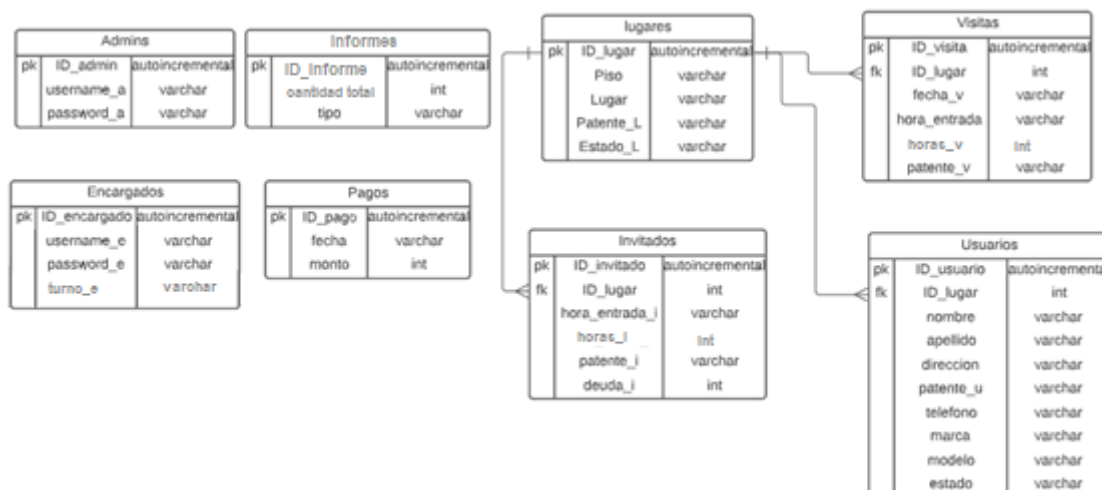 Admins
pk ID_admin autoincremental
username_a varchar
password_a varchar
Informes
pk ID_Informe autoincremental
cantidad total int
tipo varchar
lugares
pk ID_lugar autoincremental
Piso varchar
Lugar varchar
Patente_L varchar
Estado_L varchar
Visitas
pk ID_visita autoincremental
fk ID_lugar int
fecha_v varchar
hora_entrada varchar
horas_v Int
patente_v varchar
Encargados
pk ID_encargado autoincremental
username_e varchar
password_e varchar
turno_e varchar
Pagos
pk ID_pago autoincremental
fecha varchar
monto int
Invitados
pk ID_invitado autoincremental
fk ID_lugar int
hora_entrada_i varchar
horas_I Int
patente_i varchar
deuda_i int
Usuarios
pk ID_usuario autoincrementa
fk ID_lugar int
nombre varchar
apellido varchar
direccion varchar
patente_u varchar
telefono varchar
marca varchar
modelo varchar
estado varchar